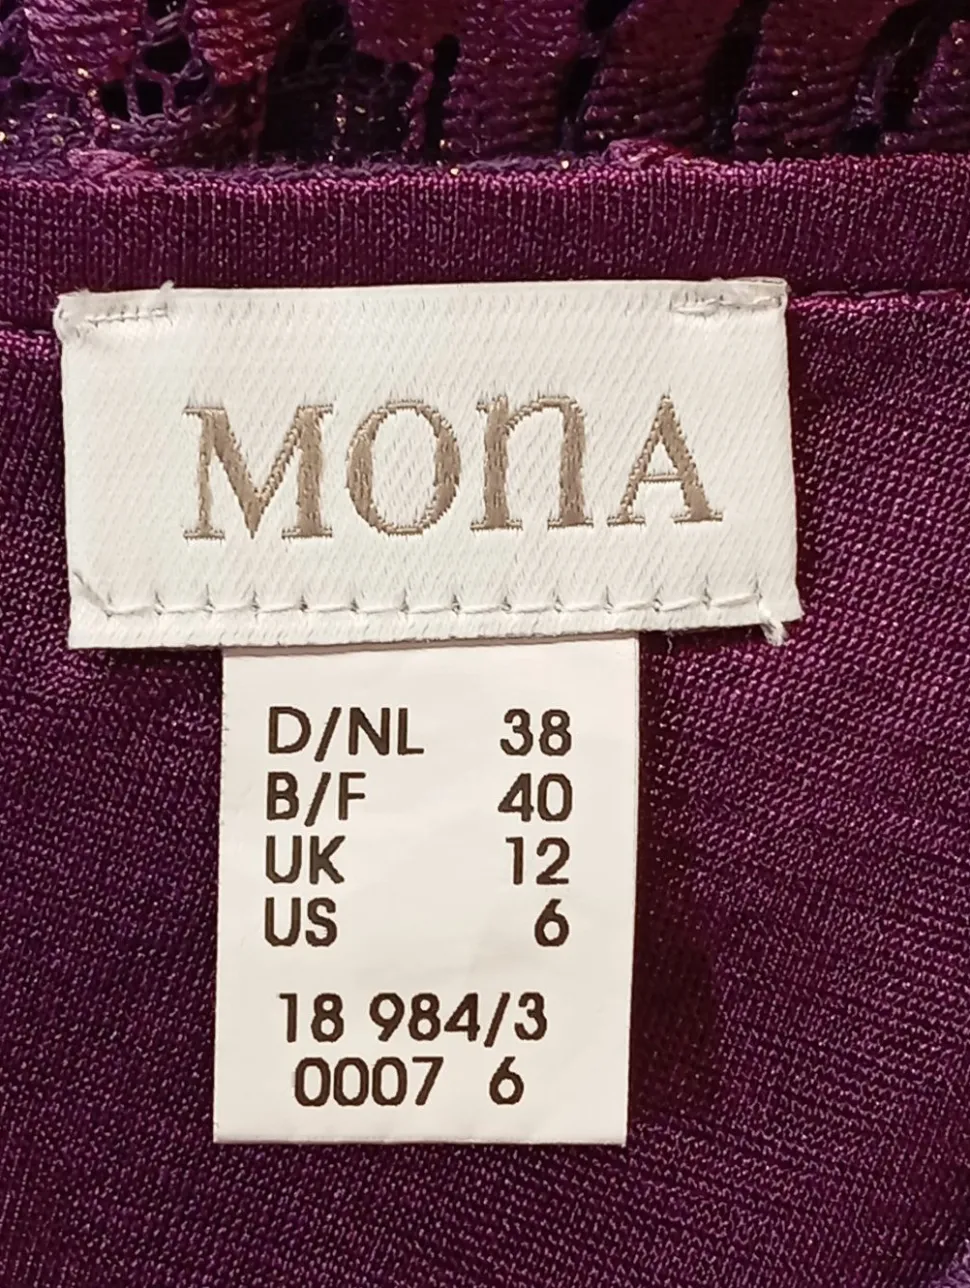 MONA
D/NL 38
B/F 40
UK 12
US 6
18 984/3
0007 6